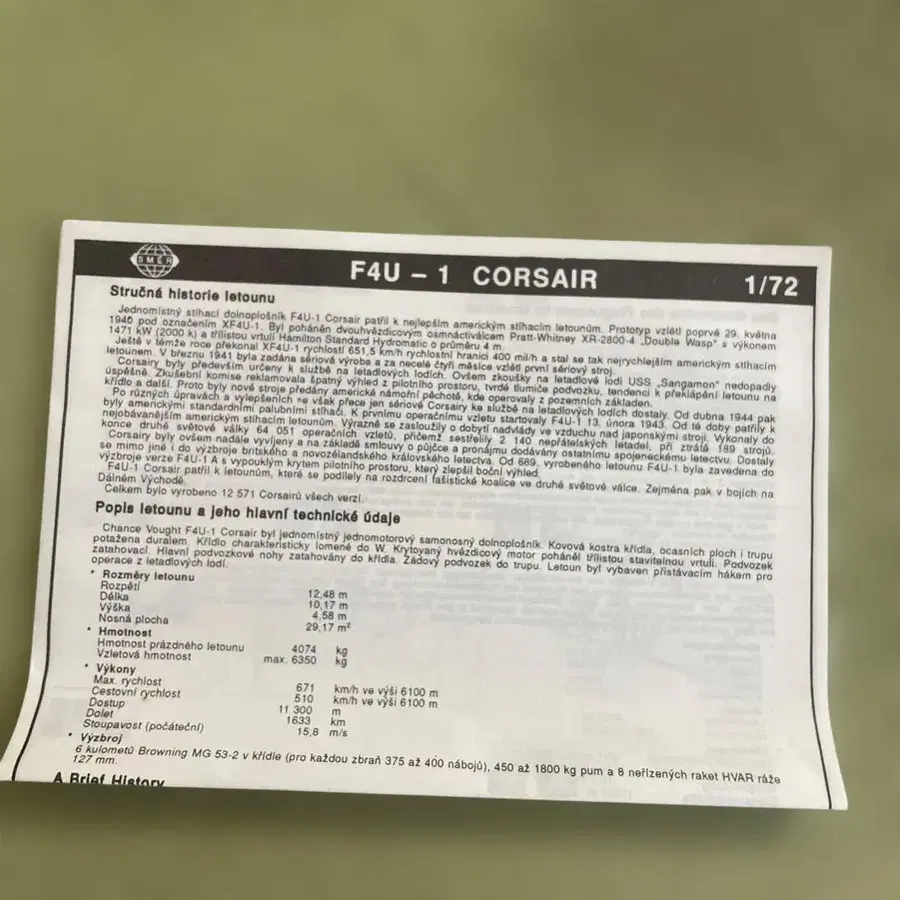 SMĚR
F4U – 1 CORSAIR
1/72
Stručná historie letounu
Jednomístný stíhací dolnoplošník F4U-1 Corsair patřil k nejlepším americkým stíhacím letounům. Prototyp vzlétl poprvé 29. května
1940 pod označením XF4U-1. Byl poháněn dvouhvězdicovým osmnáctiválcem Pratt-Whitney XR-2800-4 „Double Wasp" s výkonem
1471 kW (2000 k) a třílistou vrtulí Hamilton Standard Hydromatic o průměru 4 m.
Ještě v témže roce překonal XF4U-1 rychlostí 651,5 km/h rychlostní hranici 400 mil/h a stal se tak nejrychlejším americkým stíhacím
letounem. V březnu 1941 byla zadána sériová výroba a za necelé čtyři měsíce vzlétl první sériový stroj.
Corsairy byly především určeny k službě na letadlových lodích. Ovšem zkoušky na letadlové lodi USS „Sangamon" nedopadly
úspěšně. Zkušební komise reklamovala špatný výhled z pilotního prostoru, tvrdé tlumiče podvozku, tendenci k překlápění letounu na
křídlo a další. Proto byly nové stroje předány americké námořní pěchotě, kde operovaly z pozemních základen.
Po různých úpravách a vylepšeních se však přece jen sériové Corsairy ke službě na letadlových lodích dostaly. Od dubna 1944 pak
byly americkými standardními palubními stíhači. K prvnímu operačnímu vzletu startovaly F4U-1 13. února 1943. Od té doby patřily k
nejobávanějším americkým stíhacím letounům. Výrazně se zasloužily o dobytí nadvlády ve vzduchu nad japonskými stroji. Vykonaly do
konce druhé světové války 64 051 operačních vzletů, přičemž sestřelily 2 140 nepřátelských letadel, při ztrátě 189 strojů.
Corsairy byly ovšem nadále vyvíjeny a na základě smlouvy o půjčce a pronájmu dodávány ostatnímu spojeneckému letectvu. Dostaly
se mimo jiné i do výzbroje britského a novozélandského královského letectva. Od 689. vyrobeného letounu F4U-1 byla zavedena do
výzbroje verze F4U-1 A s vypouklým krytem pilotního prostoru, který zlepšil boční výhled.
F4U-1 Corsair patřil k letounům, které se podílely na rozdrcení fašistické koalice ve druhé světové válce. Zejména pak v bojích na
Dálném Východě.
Celkem bylo vyrobeno 12 571 Corsairů všech verzí.
Popis letounu a jeho hlavní technické údaje
Chance Vought F4U-1 Corsair byl jednomístný jednomotorový samonosný dolnoplošník. Kovová kostra křídla, ocasních ploch i trupu
potažena duralem. Křídlo charakteristicky lomené do W. Krytovaný hvězdicový motor poháněl třílistou stavitelnou vrtuli. Podvozek
zatahovací. Hlavní podvozkové nohy zatahovány do křídla. Záďový podvozek do trupu. Letoun byl vybaven přistávacím hákem pro
operace z letadlových lodí.
* Rozměry letounu
Rozpětí 12,48 m
Délka 10,17 m
Výška 4,58 m
Nosná plocha 29,17 m²
* Hmotnost
Hmotnost prázdného letounu 4074 kg
Vzletová hmotnost max. 6350 kg
* Výkony
Max. rychlost 671 km/h ve výši 6100 m
Cestovní rychlost 510 km/h ve výši 6100 m
Dostup 11 300 m
Dolet 1633 km
Stoupavost (počáteční) 15,8 m/s
* Výzbroj
6 kulometů Browning MG 53-2 v křídle (pro každou zbraň 375 až 400 nábojů), 450 až 1800 kg pum a 8 neřízených raket HVAR ráže
127 mm.
A Brief History